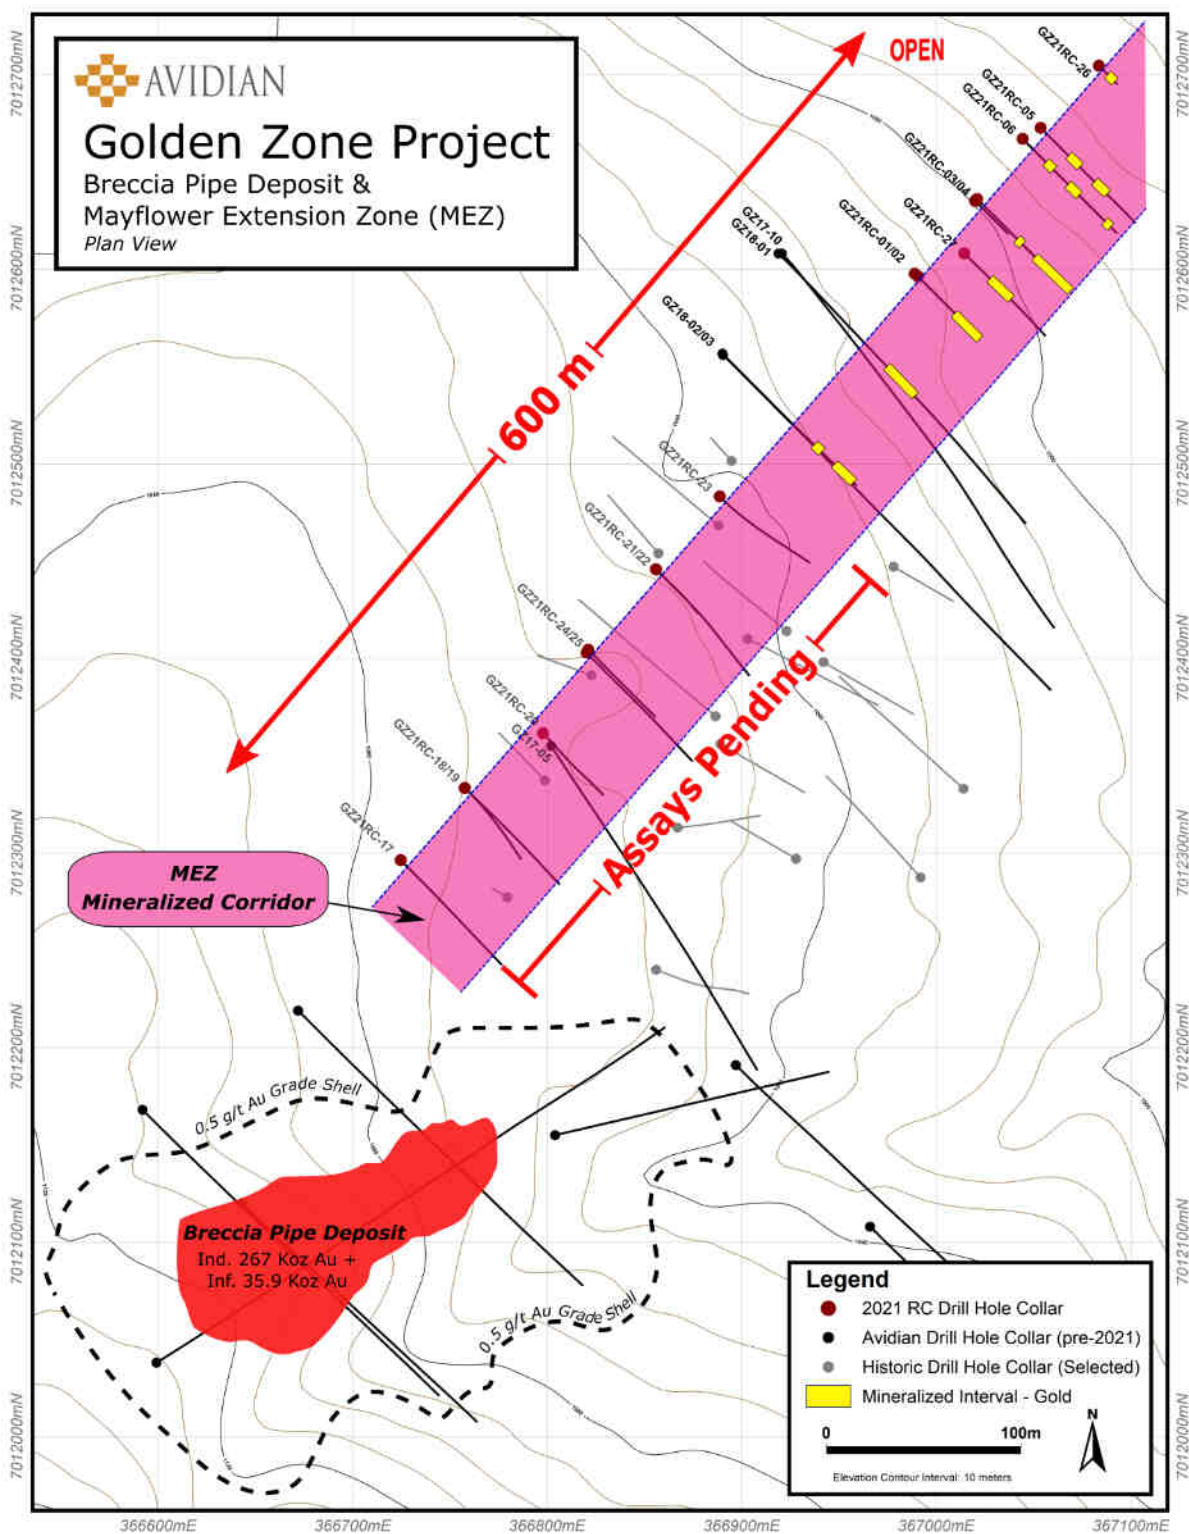 AVIDIAN
Golden Zone Project
Breccia Pipe Deposit &
Mayflower Extension Zone (MEZ)
Plan View
OPEN
600 m
GZ21RC-26
GZ21RC-05
GZ21RC-06
GZ21RC-03/04
GZ21RC-27
GZ21RC-01/02
GZ17-10
GZ18-01
GZ18-02/03
GZ21RC-23
GZ21RC-21/22
GZ21RC-24/25
GZ17-05
GZ21RC-18/19
GZ21RC-17
Assays Pending
MEZ
Mineralized Corridor
0.5 g/t Au Grade Shell
Breccia Pipe Deposit
Ind. 267 Koz Au +
Inf. 35.9 Koz Au
0.5 g/t Au Grade Shell
Legend
2021 RC Drill Hole Collar
Avidian Drill Hole Collar (pre-2021)
Historic Drill Hole Collar (Selected)
Mineralized Interval - Gold
0 100m
N
Elevation Contour Interval: 10 meters
7012700mN
7012600mN
7012500mN
7012400mN
7012300mN
7012200mN
7012100mN
7012000mN
7012700mN
7012600mN
7012500mN
7012400mN
7012300mN
7012200mN
7012100mN
7012000mN
366600mE
366700mE
366800mE
366900mE
367000mE
367100mE